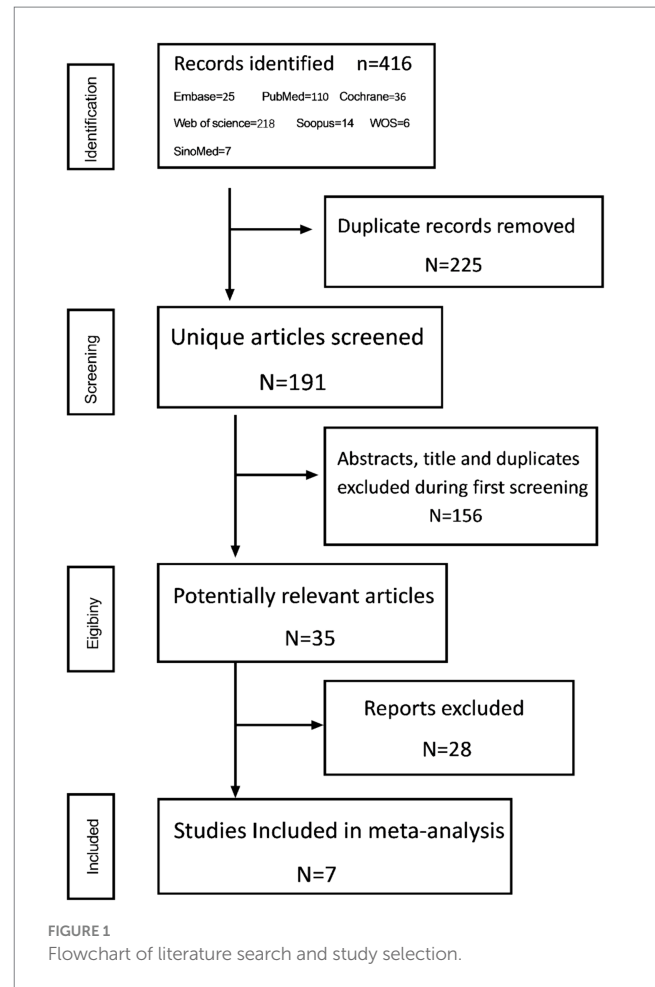 Identification
Records identified n=416
Embase=25 PubMed=110 Cochrane=36
Web of science=218 Soopus=14 WOS=6
SinoMed=7
Duplicate records removed
N=225
Screening
Unique articles screened
N=191
Abstracts, title and duplicates
excluded during first screening
N=156
Eigibiny
Potentially relevant articles
N=35
Reports excluded
N=28
Included
Studies Included in meta-analysis
N=7
FIGURE 1
Flowchart of literature search and study selection.